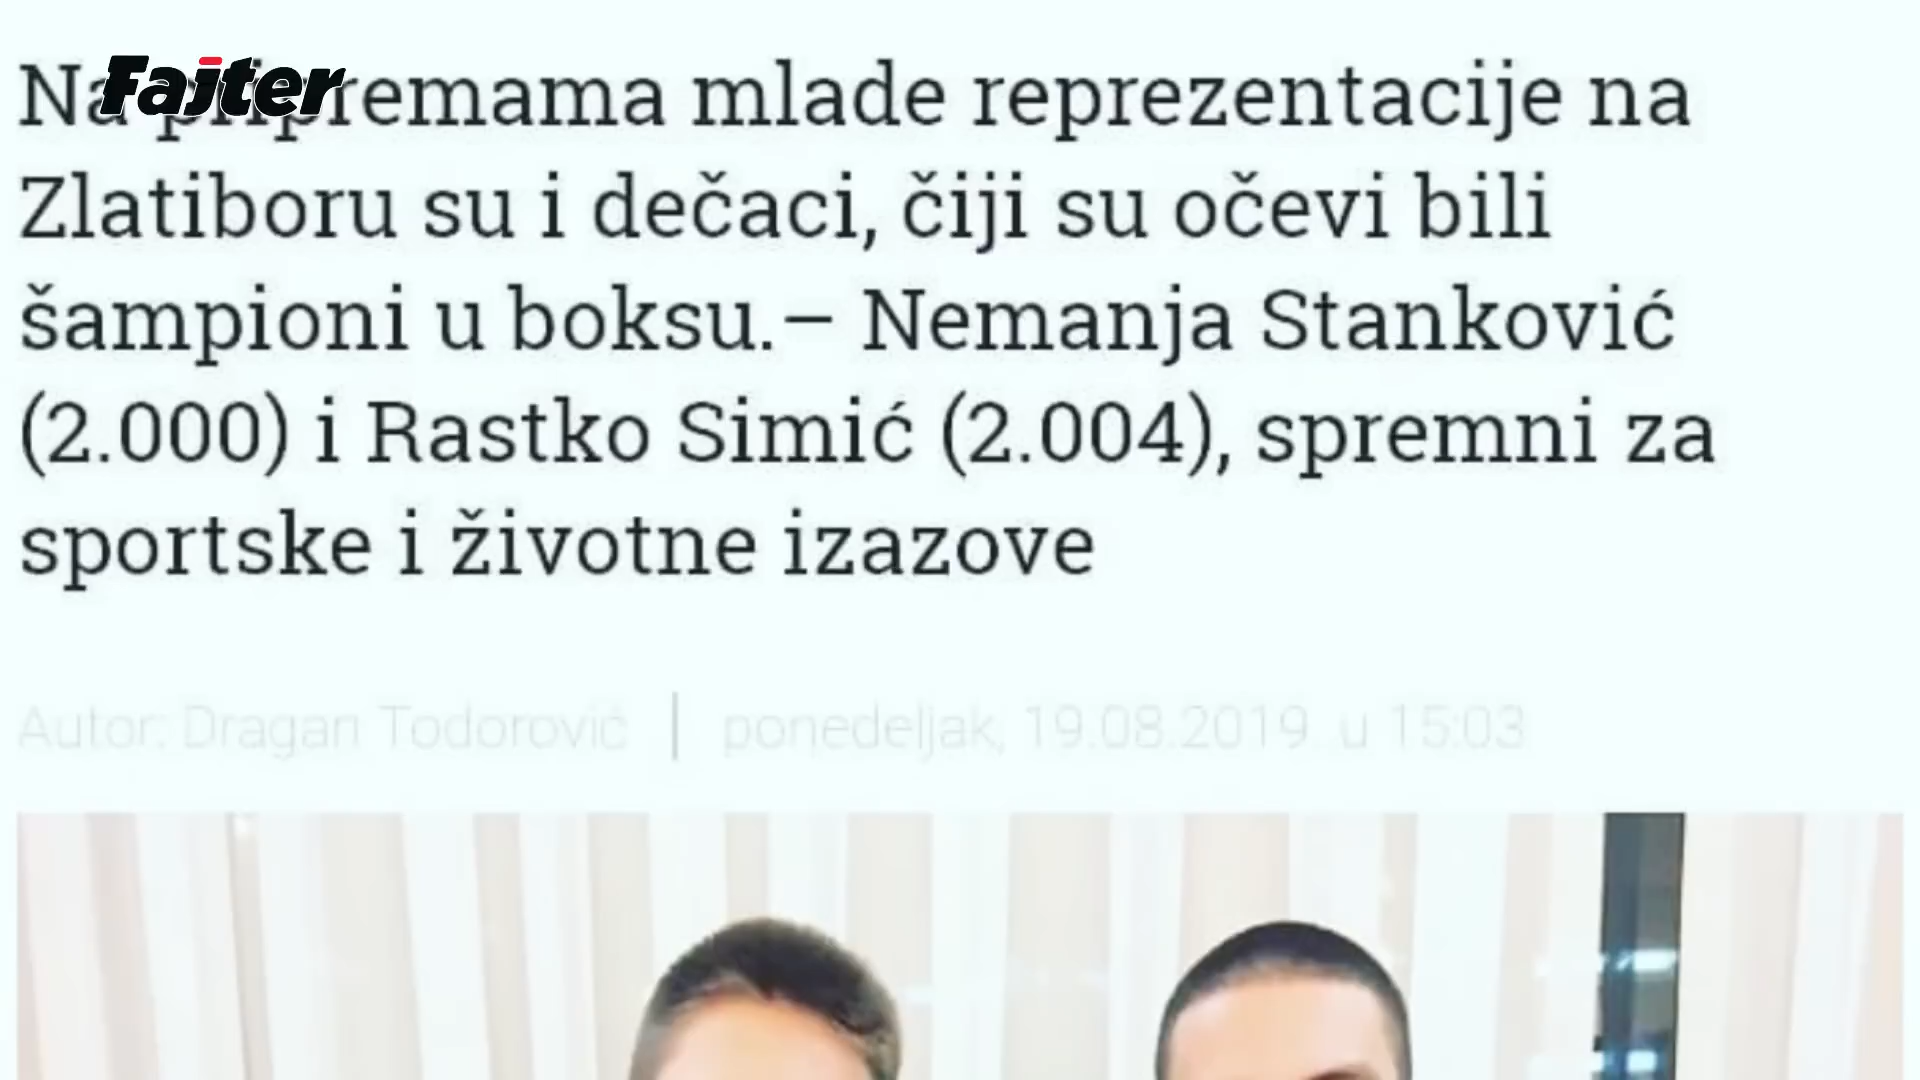 Fajter
Na pripremama mlade reprezentacije na
Zlatiboru su i dečaci, čiji su očevi bili
šampioni u boksu.– Nemanja Stanković
(2.000) i Rastko Simić (2.004), spremni za
sportske i životne izazove
Autor: Dragan Todorović | ponedeljak, 19.08.2019. u 15:03